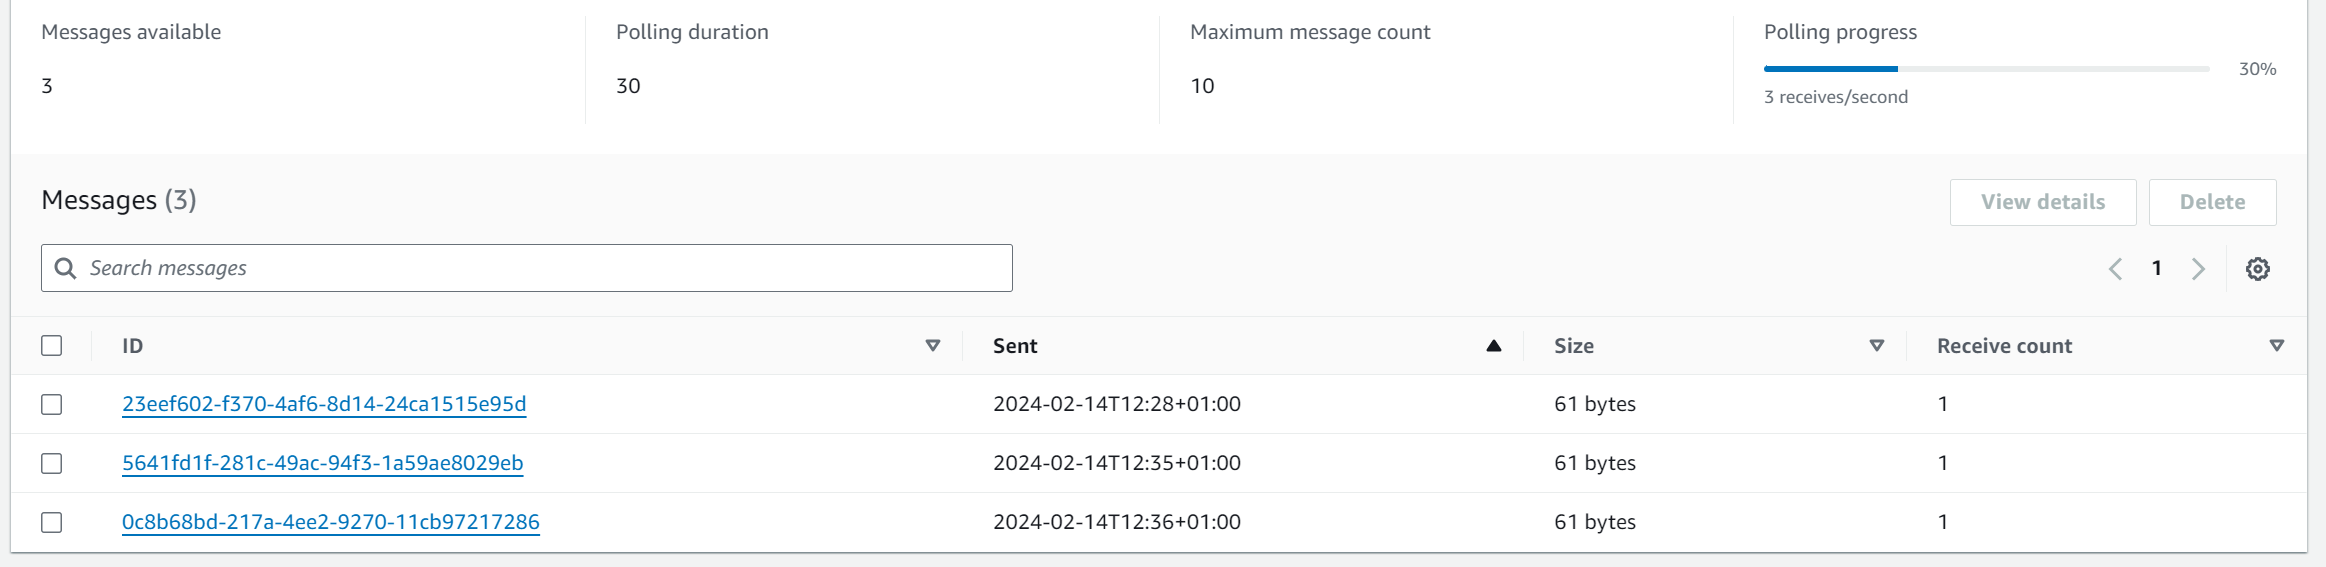 Messages available
3
Polling duration
30
Maximum message count
10
Polling progress
30%
3 receives/second
Messages (3)
View details
Delete
Search messages
1
ID Sent Size Receive count
23eef602-f370-4af6-8d14-24ca1515e95d 2024-02-14T12:28+01:00 61 bytes 1
5641fd1f-281c-49ac-94f3-1a59ae8029eb 2024-02-14T12:35+01:00 61 bytes 1
0c8b68bd-217a-4ee2-9270-11cb97217286 2024-02-14T12:36+01:00 61 bytes 1